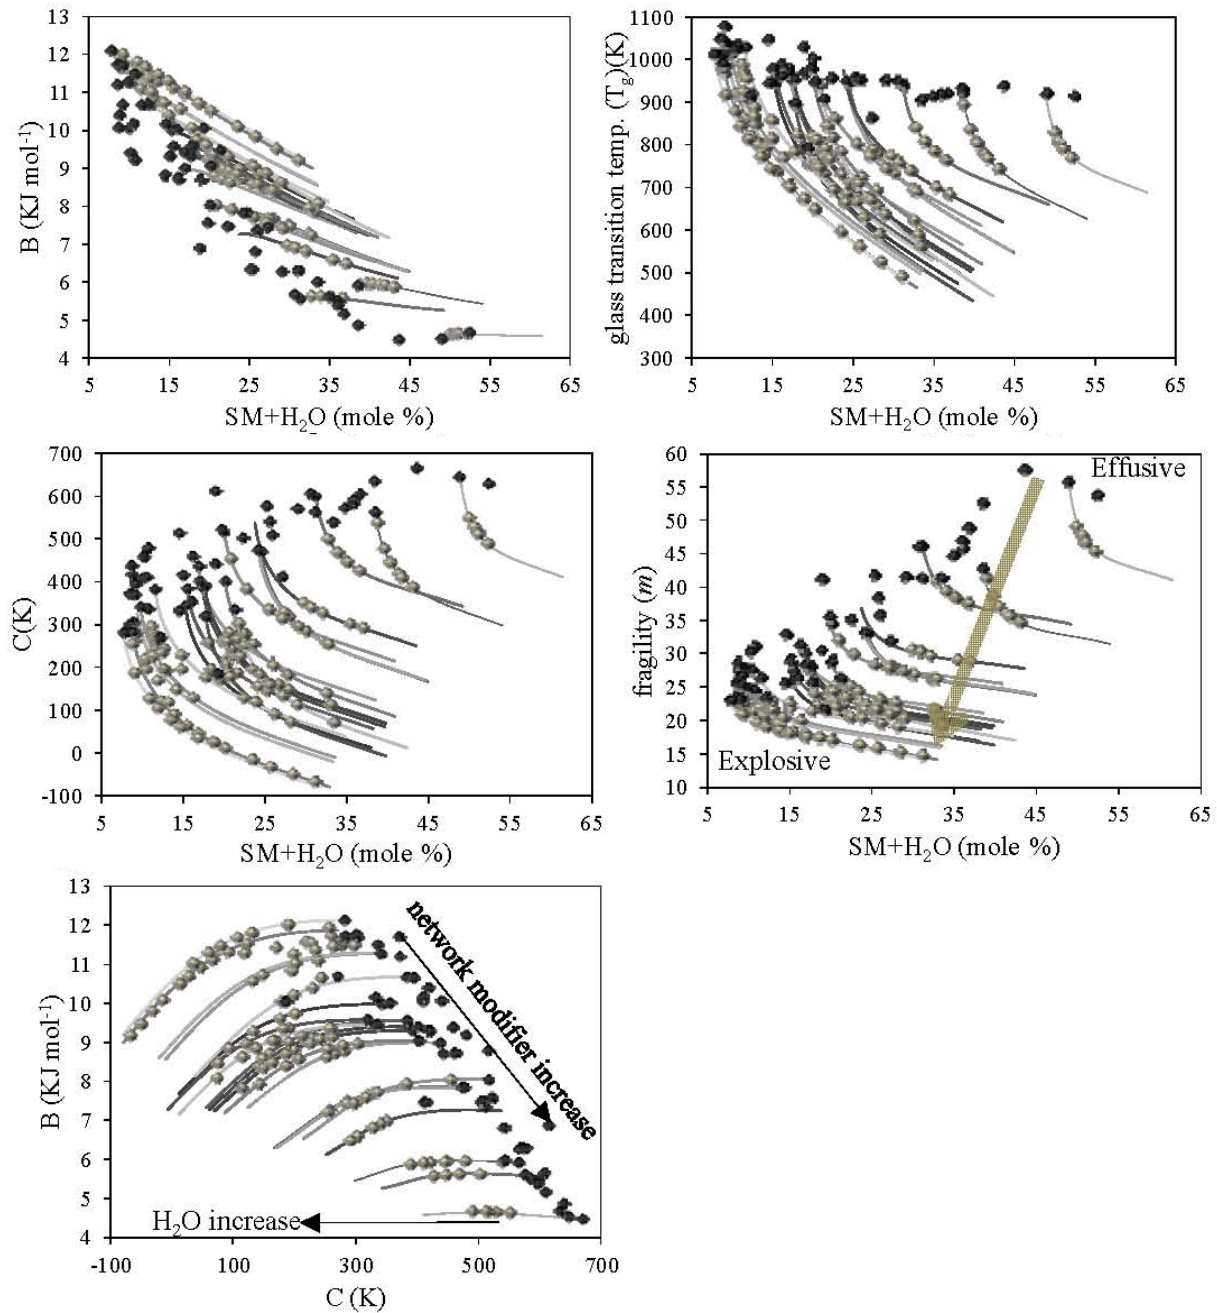 13
12
11
10
9
8
7
6
5
4
B (KJ mol-1)
5 15 25 35 45 55 65
SM+H2O (mole %)
1100
1000
900
800
700
600
500
400
300
glass transition temp. (Tg)(K)
5 15 25 35 45 55 65
SM+H2O (mole %)
700
600
500
400
300
200
100
0
-100
C(K)
5 15 25 35 45 55 65
SM+H2O (mole %)
60
55
50
45
40
35
30
25
20
15
10
fragility (m)
Effusive
Explosive
5 15 25 35 45 55 65
SM+H2O (mole %)
13
12
11
10
9
8
7
6
5
4
B (KJ mol-1)
network modifier increase
H2O increase
-100 100 300 500 700
C (K)